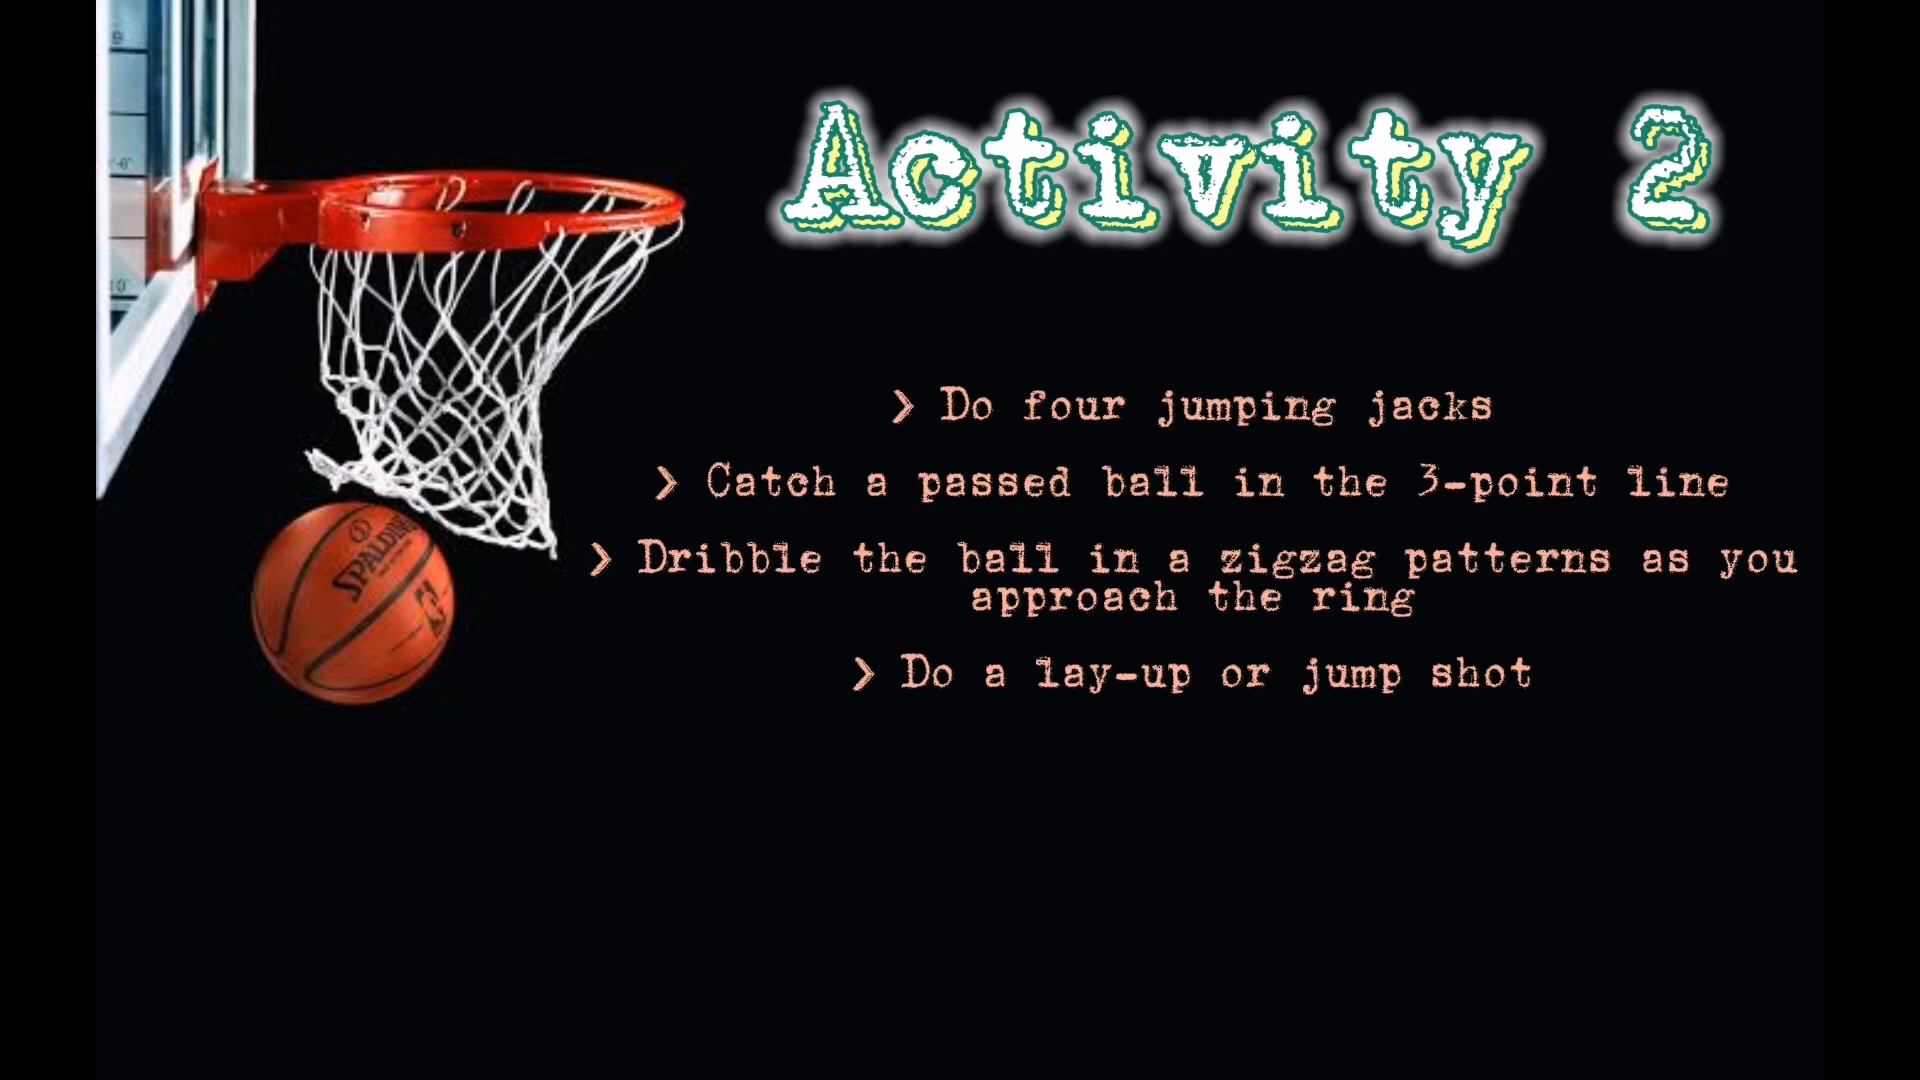 Activity 2
> Do four jumping jacks
> Catch a passed ball in the 3-point line
> Dribble the ball in a zigzag patterns as you
approach the ring
> Do a lay-up or jump shot
SPALDING